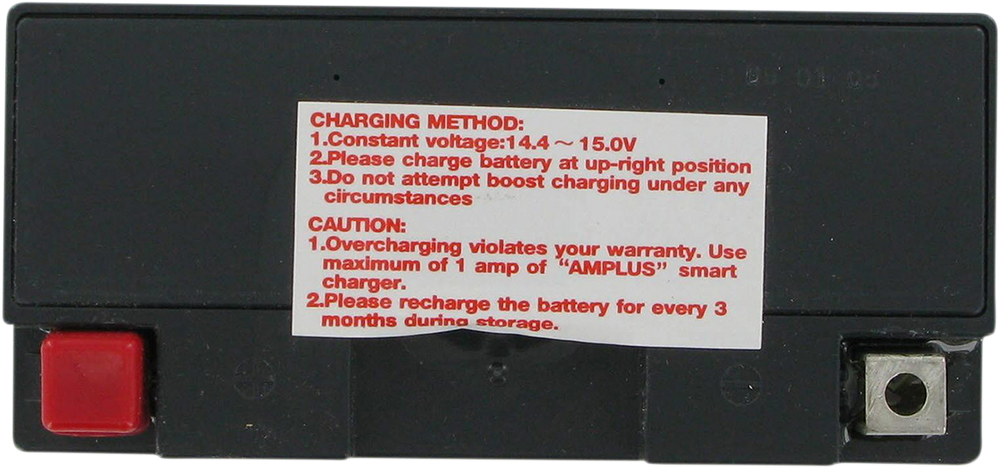 CHARGING METHOD:
1.Constant voltage:14.4 ~ 15.0V
2.Please charge battery at up-right position
3.Do not attempt boost charging under any
circumstances
CAUTION:
1.Overcharging violates your warranty. Use
maximum of 1 amp of “AMPLUS” smart
charger.
2.Please recharge the battery for every 3
months during storage.